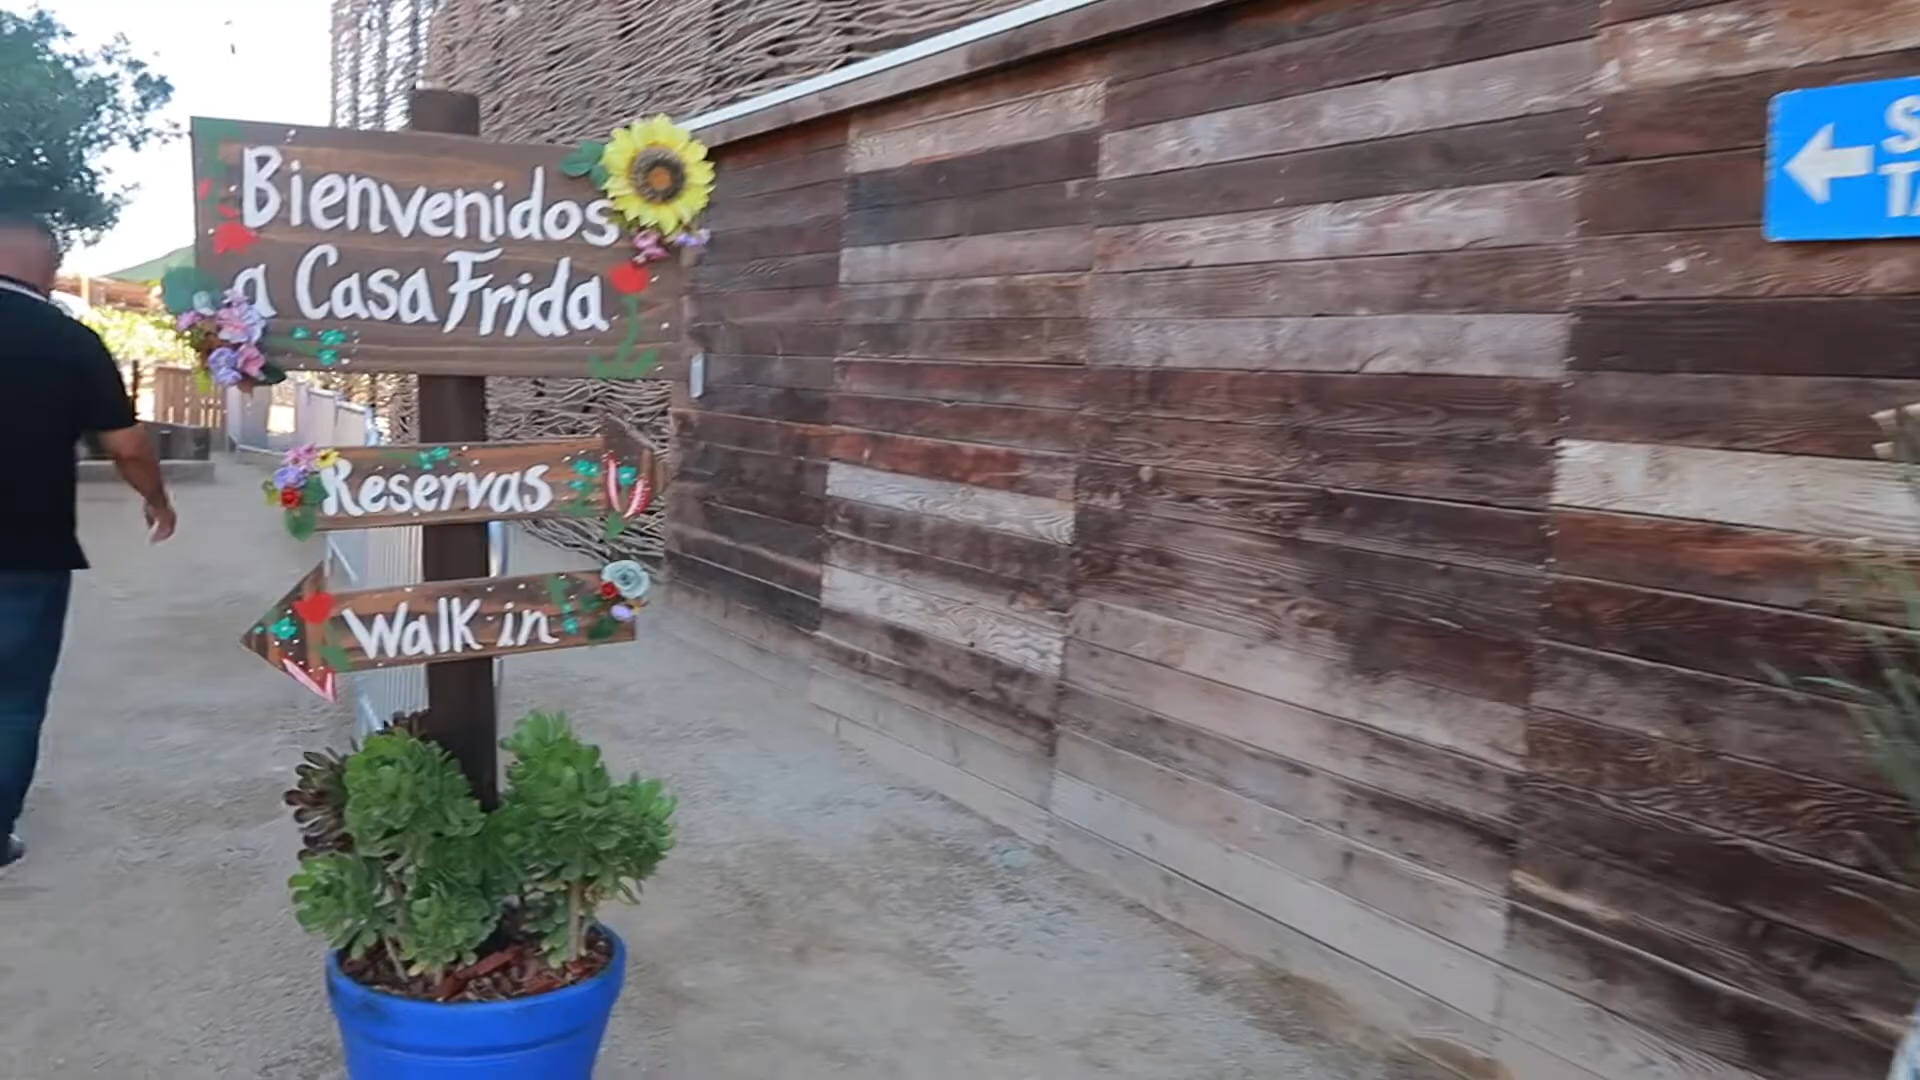 Bienvenidos
a Casa Frida
Reservas
Walk in